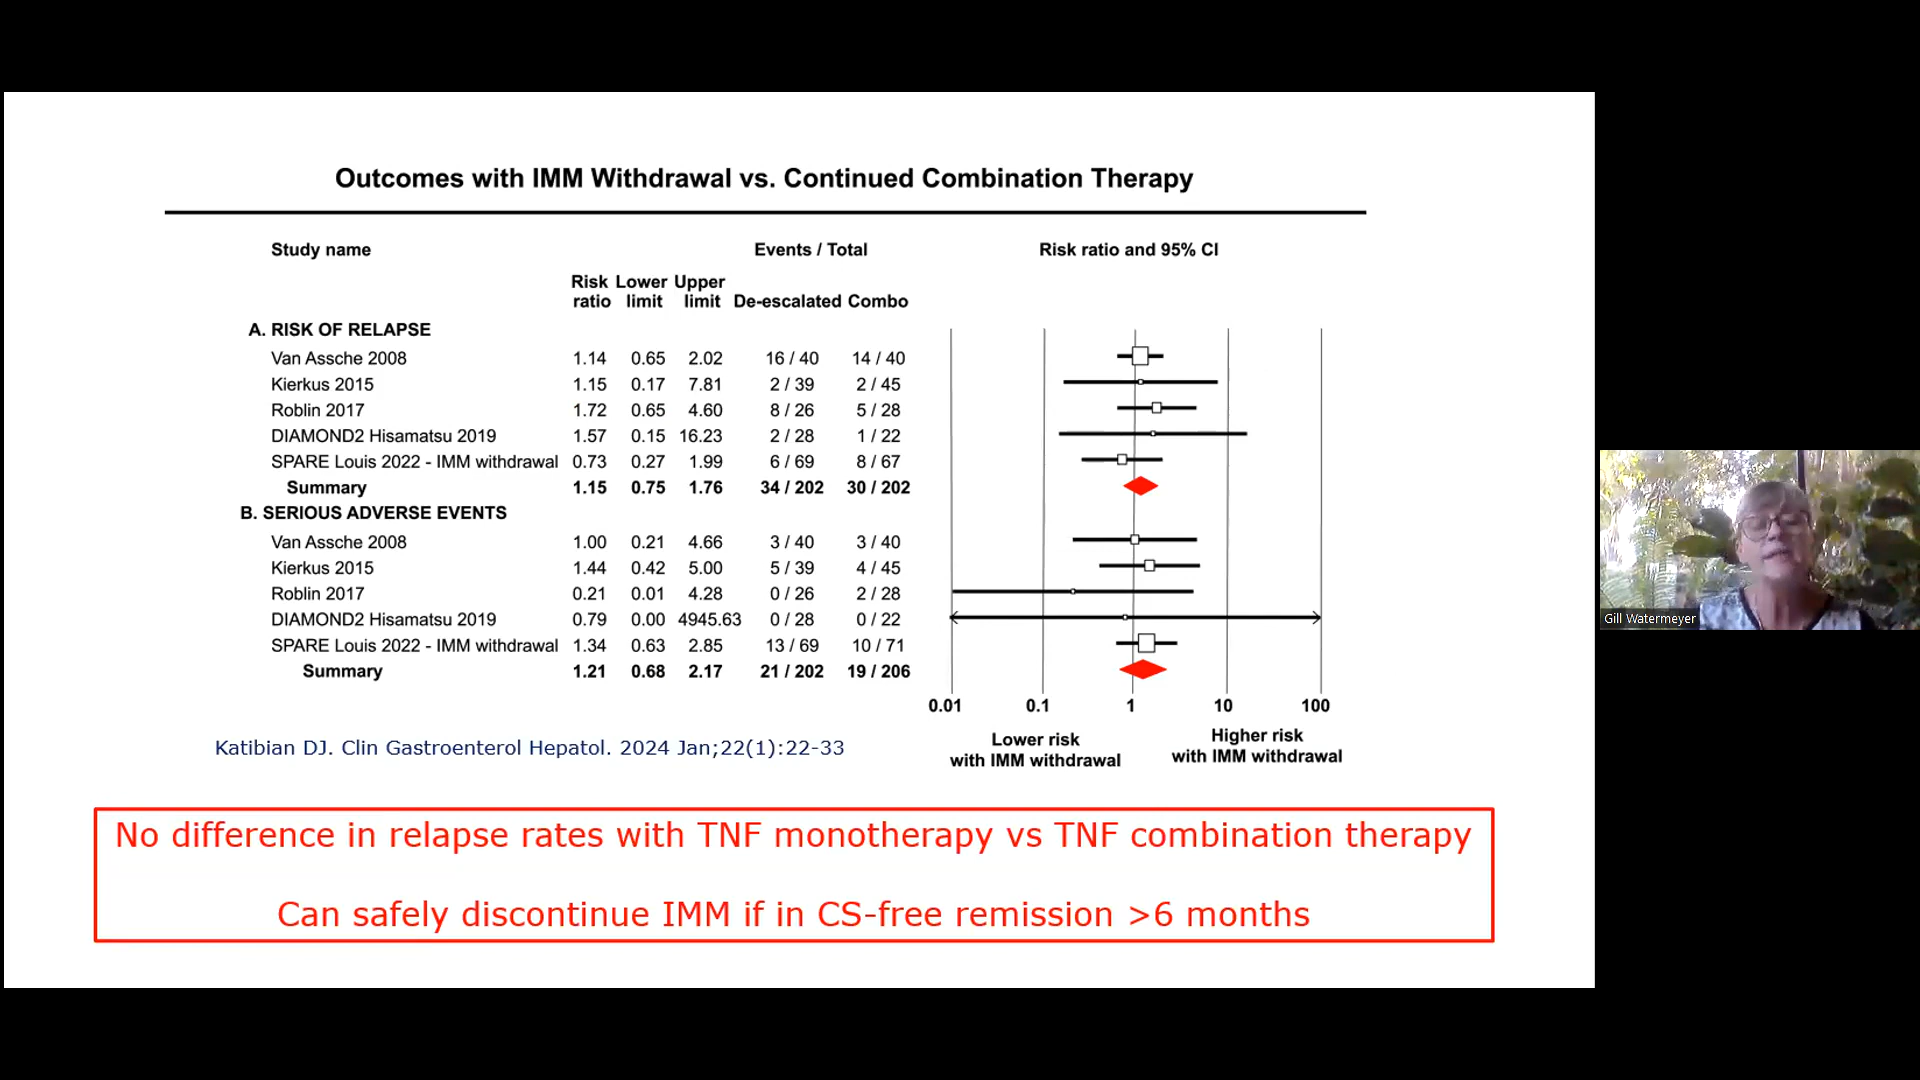 Outcomes with IMM Withdrawal vs. Continued Combination Therapy
Study name Events / Total Risk ratio and 95% CI
Risk Lower Upper
ratio limit limit De-escalated Combo
A. RISK OF RELAPSE
Van Assche 2008 1.14 0.65 2.02 16 / 40 14 / 40
Kierkus 2015 1.15 0.17 7.81 2 / 39 2 / 45
Roblin 2017 1.72 0.65 4.60 8 / 26 5 / 28
DIAMOND2 Hisamatsu 2019 1.57 0.15 16.23 2 / 28 1 / 22
SPARE Louis 2022 - IMM withdrawal 0.73 0.27 1.99 6 / 69 8 / 67
Summary 1.15 0.75 1.76 34 / 202 30 / 202
B. SERIOUS ADVERSE EVENTS
Van Assche 2008 1.00 0.21 4.66 3 / 40 3 / 40
Kierkus 2015 1.44 0.42 5.00 5 / 39 4 / 45
Roblin 2017 0.21 0.01 4.28 0 / 26 2 / 28
DIAMOND2 Hisamatsu 2019 0.79 0.00 4945.63 0 / 28 0 / 22
SPARE Louis 2022 - IMM withdrawal 1.34 0.63 2.85 13 / 69 10 / 71
Summary 1.21 0.68 2.17 21 / 202 19 / 206
0.01 0.1 1 10 100
Lower risk
with IMM withdrawal
Higher risk
with IMM withdrawal
Katibian DJ. Clin Gastroenterol Hepatol. 2024 Jan;22(1):22-33
No difference in relapse rates with TNF monotherapy vs TNF combination therapy
Can safely discontinue IMM if in CS-free remission >6 months
Gill Watermeyer